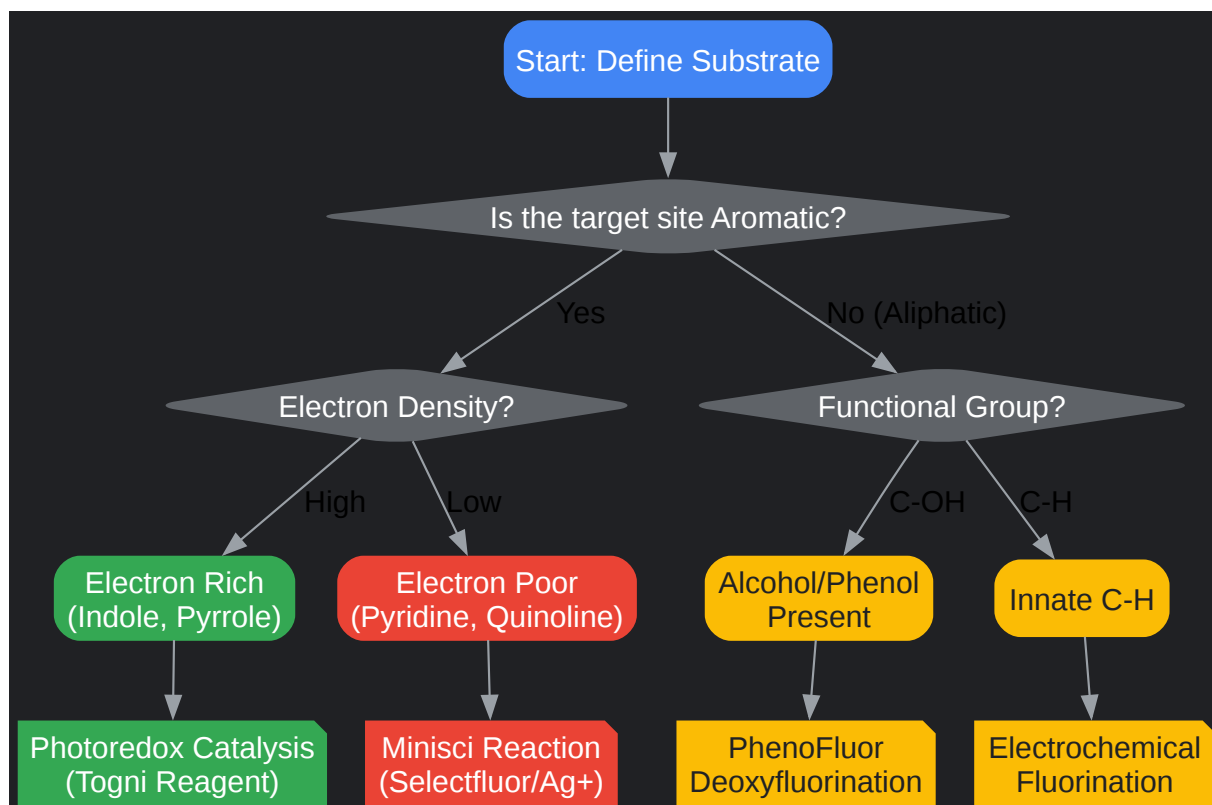 Start: Define Substrate
Is the target site Aromatic?
Yes
No (Aliphatic)
Electron Density?
Functional Group?
High
Low
C-OH
C-H
Electron Rich
(Indole, Pyrrole)
Electron Poor
(Pyridine, Quinoline)
Alcohol/Phenol
Present
Innate C-H
Photoredox Catalysis
(Togni Reagent)
Minisci Reaction
(Selectfluor/Ag+)
PhenoFluor
Deoxyfluorination
Electrochemical
Fluorination